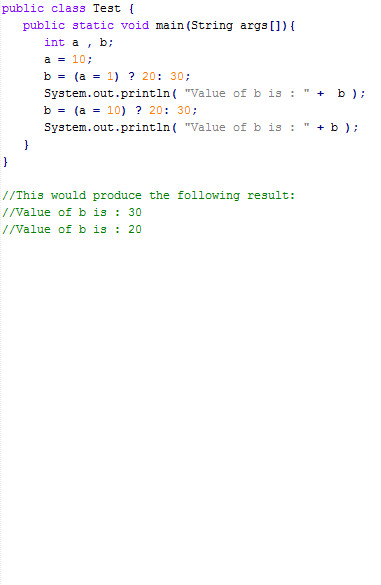 public class Test {
public static void main(String args[]){
int a , b;
a = 10;
b = (a = 1) ? 20: 30;
System.out.println( "Value of b is : " +  b );
b = (a = 10) ? 20: 30;
System.out.println( "Value of b is : " + b );
}
}
//This would produce the following result:
//Value of b is : 30
//Value of b is : 20